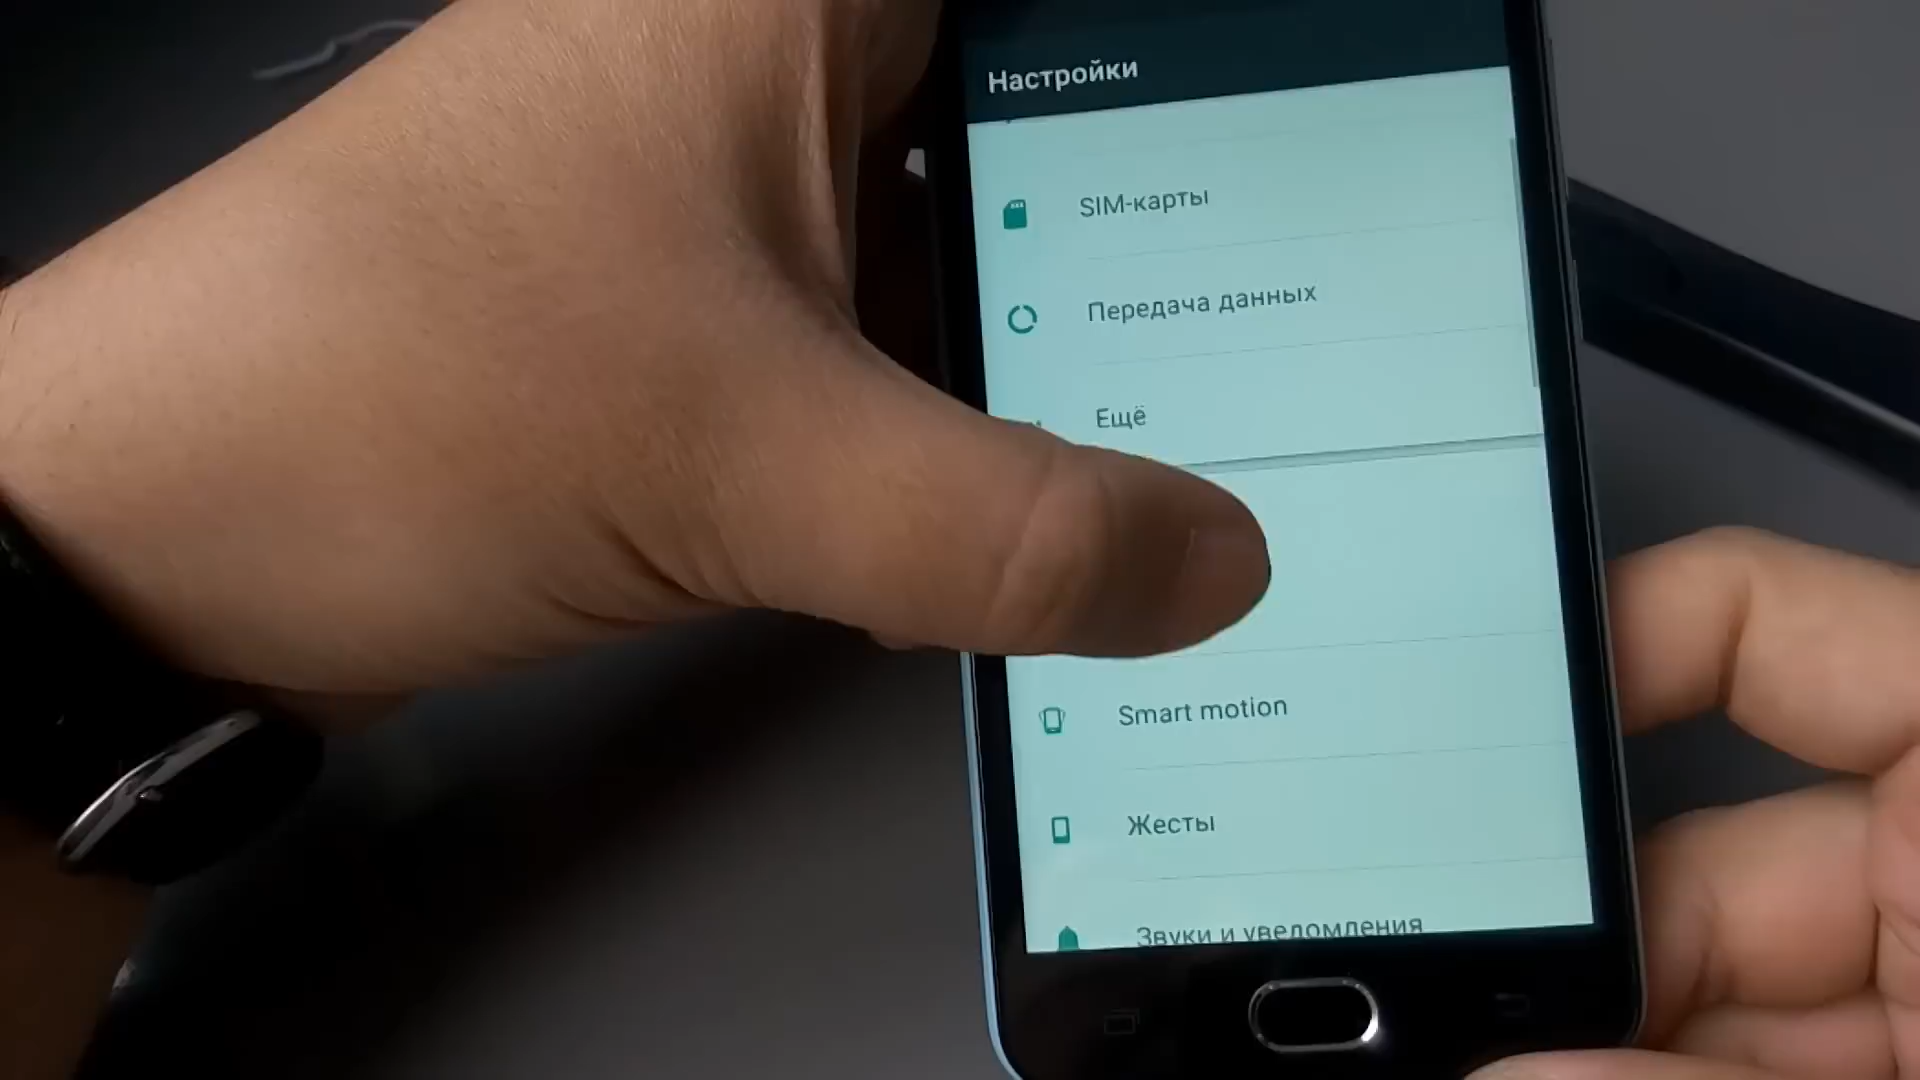 Настройки
SIM-карты
Передача данных
Ещё
Smart motion
Жесты
Звуки и уведомления